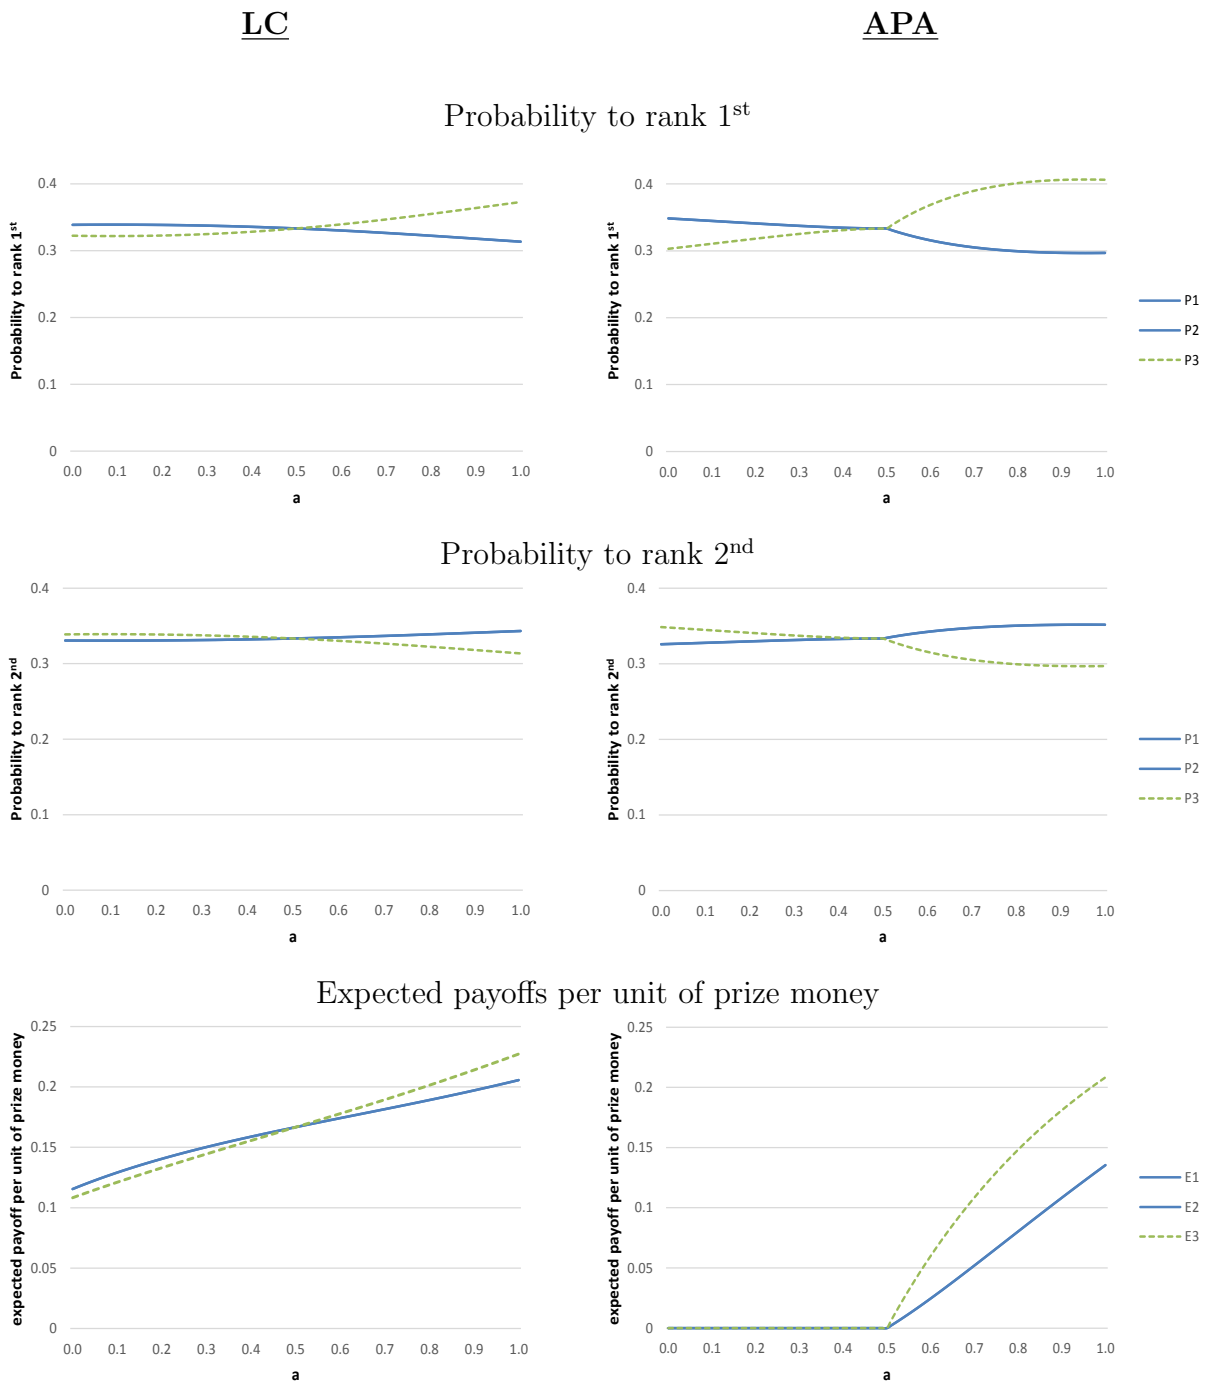 LC
APA
Probability to rank 1st
Probability to rank 1st
0.4
0.3
0.2
0.1
0
0.0 0.1 0.2 0.3 0.4 0.5 0.6 0.7 0.8 0.9 1.0
a
Probability to rank 1st
0.4
0.3
0.2
0.1
0
0.0 0.1 0.2 0.3 0.4 0.5 0.6 0.7 0.8 0.9 1.0
a
P1
P2
P3
Probability to rank 2nd
Probability to rank 2nd
0.4
0.3
0.2
0.1
0
0.0 0.1 0.2 0.3 0.4 0.5 0.6 0.7 0.8 0.9 1.0
a
Probability to rank 2nd
0.4
0.3
0.2
0.1
0
0.0 0.1 0.2 0.3 0.4 0.5 0.6 0.7 0.8 0.9 1.0
a
P1
P2
P3
Expected payoffs per unit of prize money
expected payoff per unit of prize money
0.25
0.2
0.15
0.1
0.05
0
0.0 0.1 0.2 0.3 0.4 0.5 0.6 0.7 0.8 0.9 1.0
a
expected payoff per unit of prize money
0.25
0.2
0.15
0.1
0.05
0
0.0 0.1 0.2 0.3 0.4 0.5 0.6 0.7 0.8 0.9 1.0
a
E1
E2
E3